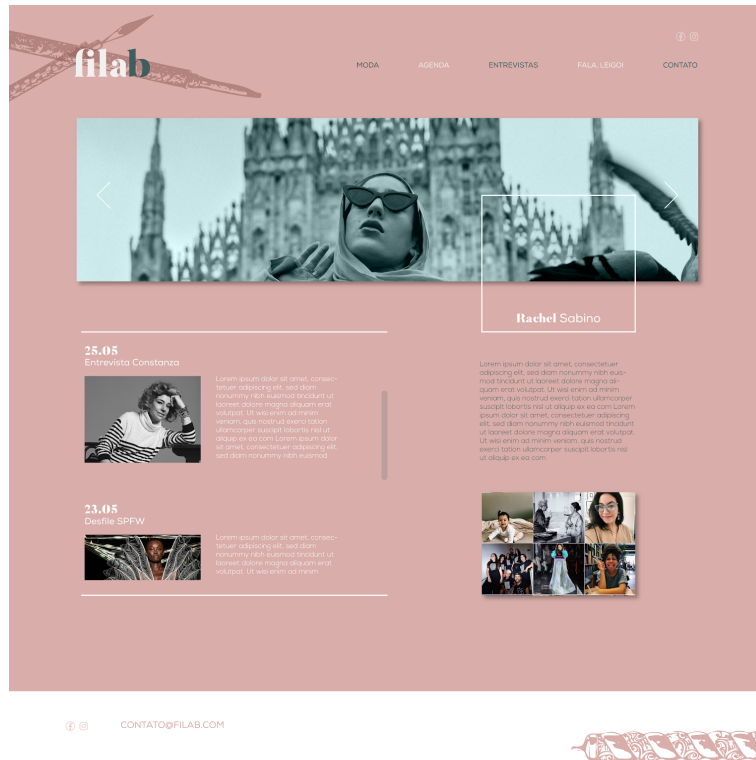 filab
MODA AGENDA ENTREVISTAS FALA, LEIGO! CONTATO
Rachel Sabino
25.05
Entrevista Constanza
Lorem ipsum dolor sit amet, consec-
tetuer adipiscing elit, sed diam
nonummy nibh euismod tincidunt ut
laoreet dolore magna aliquam erat
volutpat. Ut wisi enim ad minim
veniam, quis nostrud exerci tation
ullamcorper suscipit lobortis nisl ut
aliquip ex ea com Lorem ipsum dolor
sit amet, consectetuer adipiscing elit,
sed diam nonummy nibh euismod
23.05
Desfile SPFW
Lorem ipsum dolor sit amet, consec-
tetuer adipiscing elit, sed diam
nonummy nibh euismod tincidunt ut
laoreet dolore magna aliquam erat
volutpat. Ut wisi enim ad minim
Lorem ipsum dolor sit amet, consectetuer
adipiscing elit, sed diam nonummy nibh euis-
mod tincidunt ut laoreet dolore magna ali-
quam erat volutpat. Ut wisi enim ad minim
veniam, quis nostrud exerci tation ullamcorper
suscipit lobortis nisl ut aliquip ex ea com Lorem
ipsum dolor sit amet, consectetuer adipiscing
elit, sed diam nonummy nibh euismod tincidunt
ut laoreet dolore magna aliquam erat volutpat.
Ut wisi enim ad minim veniam, quis nostrud
exerci tation ullamcorper suscipit lobortis nisl
ut aliquip ex ea com
CONTATO@FILAB.COM